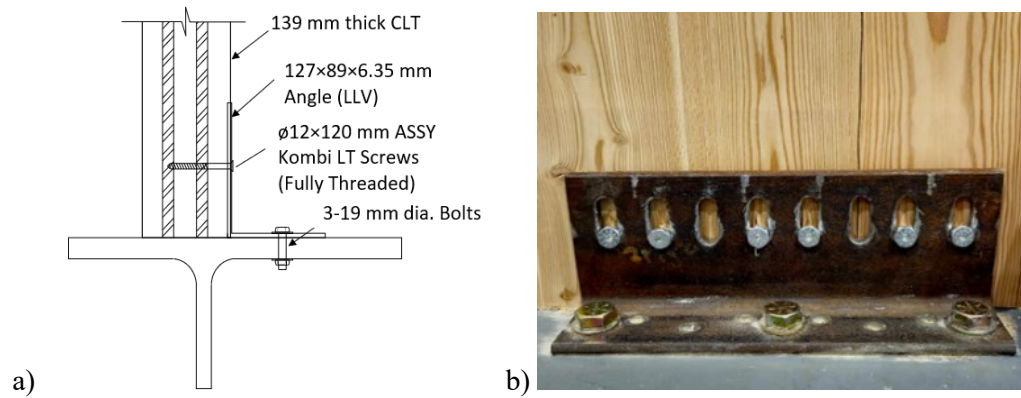 139 mm thick CLT
127×89×6.35 mm
Angle (LLV)
ø12×120 mm ASSY
Kombi LT Screws
(Fully Threaded)
3-19 mm dia. Bolts
a)
b)